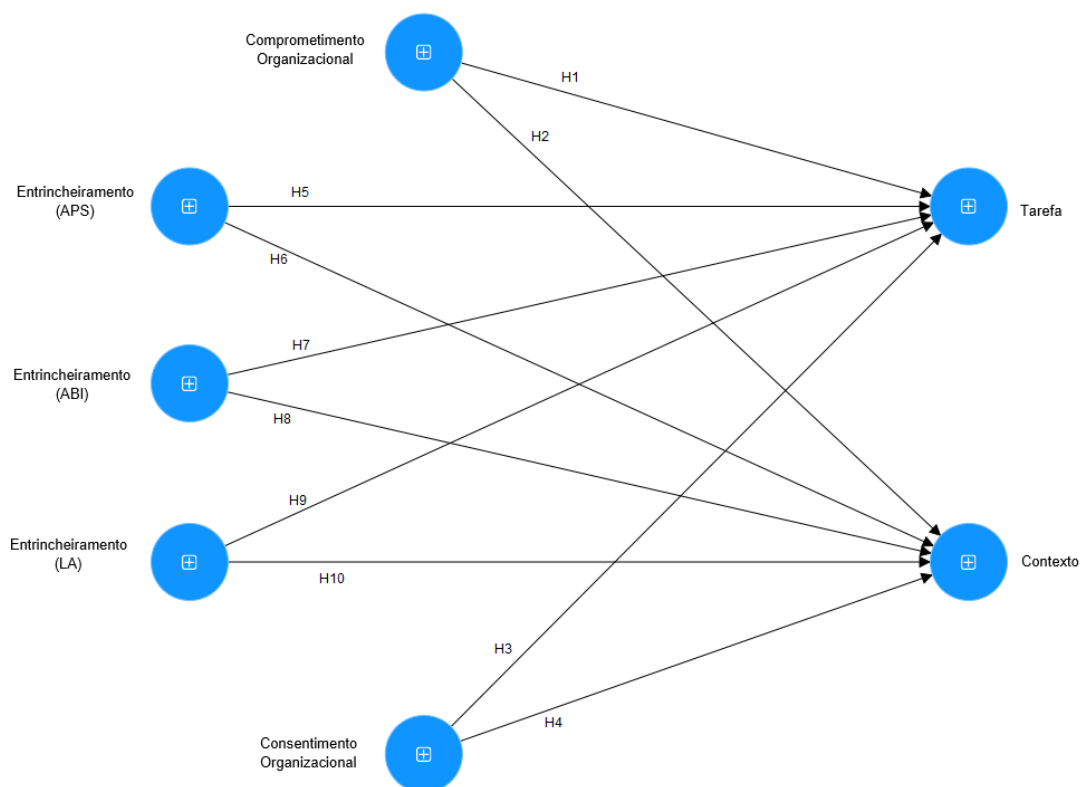 Comprometimento
Organizacional
H1
H2
Entrincheiramento
(APS)
H5
Tarefa
H6
H7
Entrincheiramento
(ABI)
H8
H9
Entrincheiramento
(LA)
H10
Contexto
H3
H4
Consentimento
Organizacional